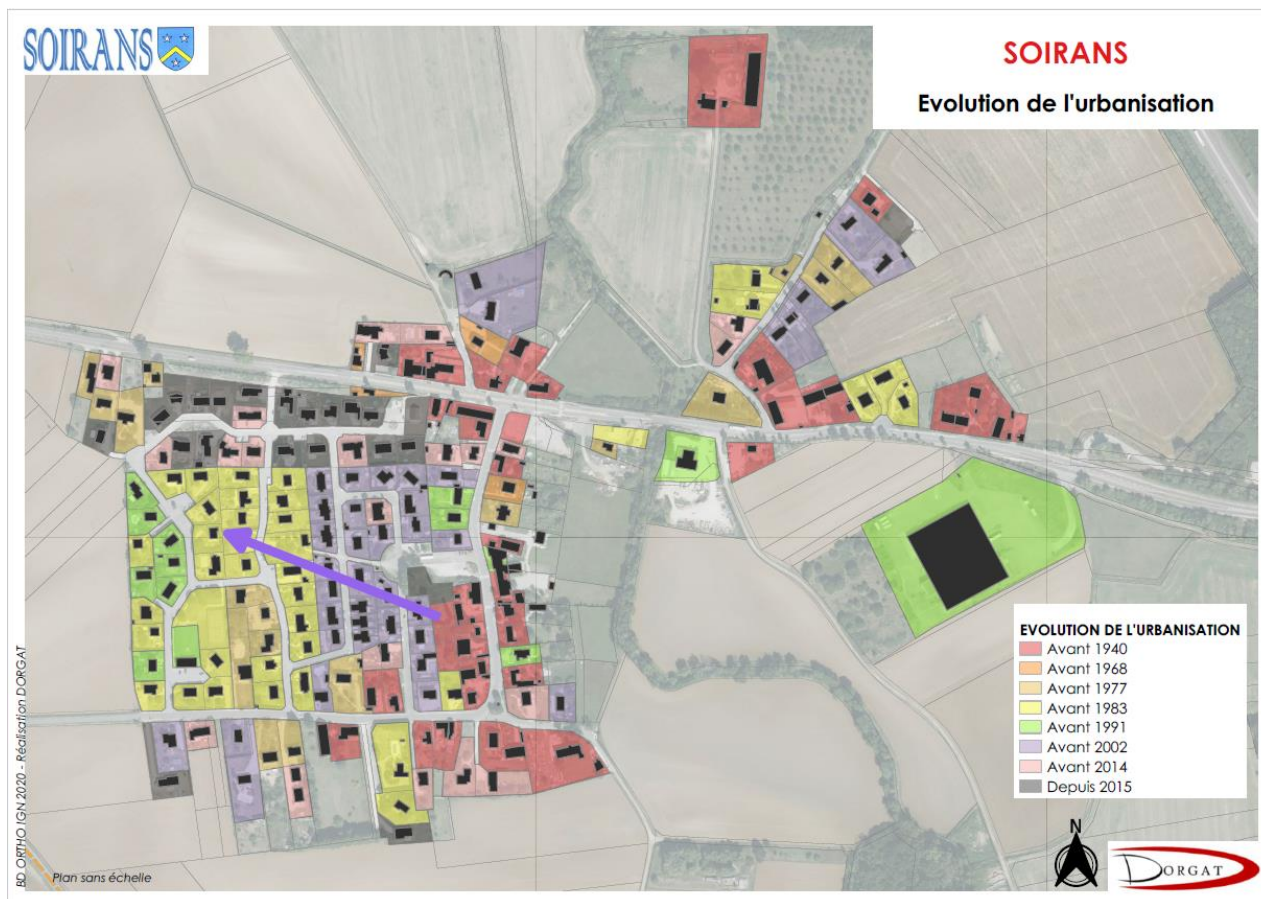 SOIRANS
SOIRANS
Evolution de l'urbanisation
EVOLUTION DE L'URBANISATION
Avant 1940
Avant 1968
Avant 1977
Avant 1983
Avant 1991
Avant 2002
Avant 2014
Depuis 2015
BD ORTHO IGN 2020 - Réalisation DORGAT
Plan sans échelle
N
DORGAT